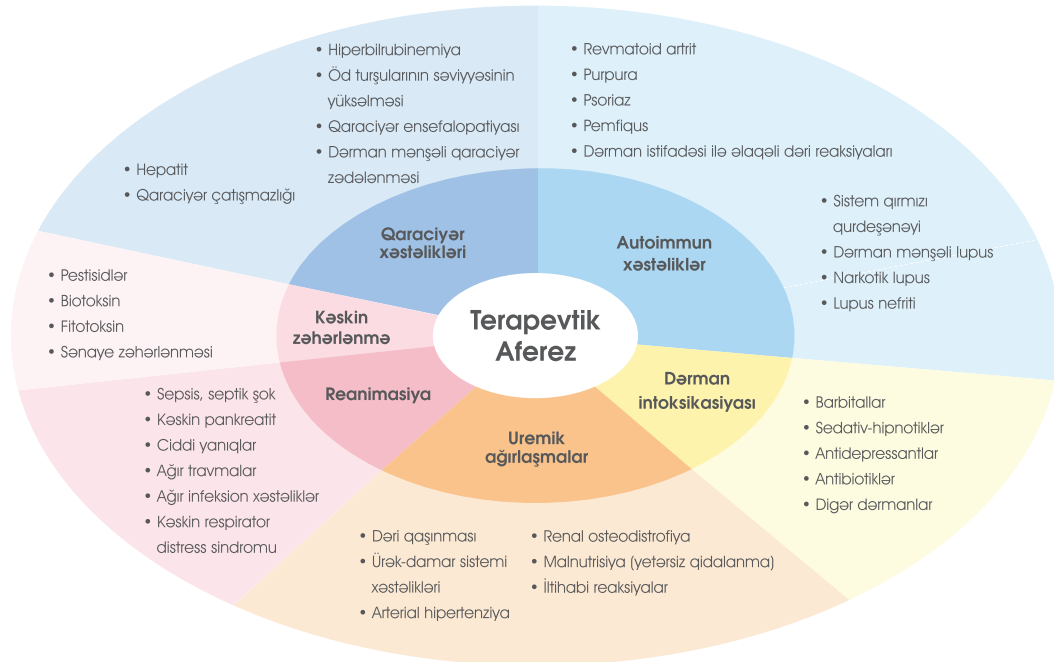 Terapevtik
Aferez
Qaraciyər
xəstəlikləri
• Hiperbilrubinemiya
• Öd turşularının səviyyəsinin
yüksəlməsi
• Qaraciyər ensefalopatiyası
• Dərman mənşəli qaraciyər
zədələnməsi
• Hepatit
• Qaraciyər çatışmazlığı
Autoimmun
xəstəliklər
• Revmatoid artrit
• Purpura
• Psoriaz
• Pemfiqus
• Dərman istifadəsi ilə əlaqəli dəri reaksiyaları
• Sistem qırmızı
qurdeşənəyi
• Dərman mənşəli lupus
• Narkotik lupus
• Lupus nefriti
Kəskin
zəhərlənmə
• Pestisidlər
• Biotoksin
• Fitotoksin
• Sənaye zəhərlənməsi
Reanimasiya
• Sepsis, septik şok
• Kəskin pankreatit
• Ciddi yanıqlar
• Ağır travmalar
• Ağır infeksion xəstəliklər
• Kəskin respirator
distress sindromu
Dərman
intoksikasiyası
• Barbitallar
• Sedativ-hipnotiklər
• Antidepressantlar
• Antibiotiklər
• Digər dərmanlar
Uremik
ağırlaşmalar
• Dəri qaşınması
• Ürək-damar sistemi
xəstəlikləri
• Arterial hipertenziya
• Renal osteodistrofiya
• Malnutrisiya (yetərsiz qidalanma)
• İltihabi reaksiyalar